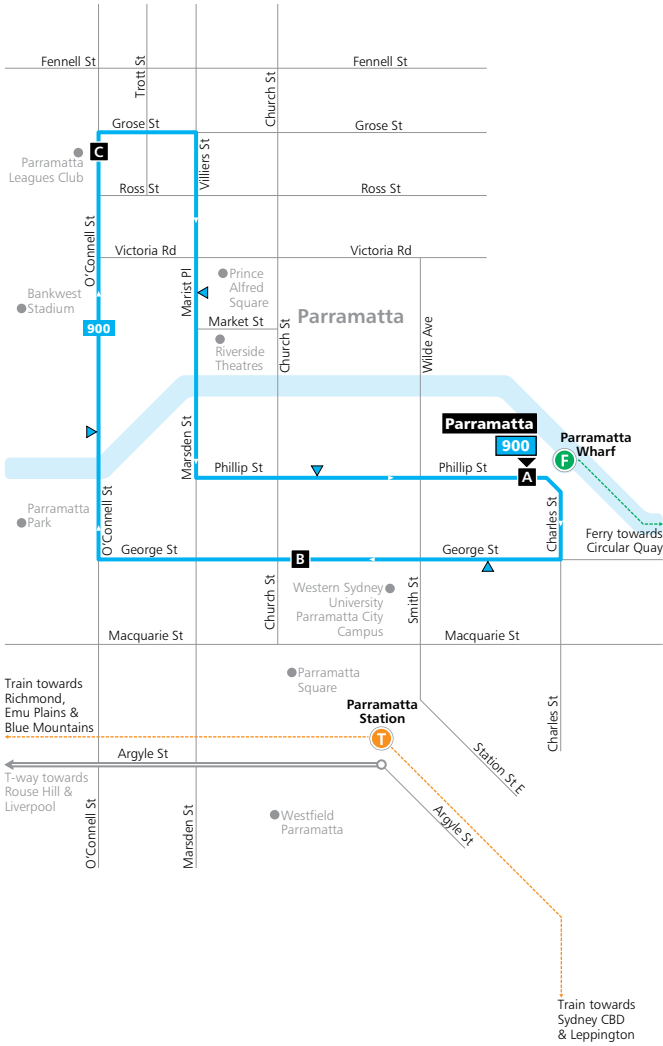 Fennell St
Fennell St
Trott St
Church St
Grose St
Grose St
C
Parramatta
Leagues Club
Villiers St
Ross St
Ross St
O'Connell St
Victoria Rd
Victoria Rd
Marist Pl
Prince
Alfred
Square
Bankwest
Stadium
900
Market St
Parramatta
Church St
Wilde Ave
Riverside
Theatres
Marsden St
Parramatta
900
Parramatta
Wharf
F
Phillip St
Phillip St
A
Parramatta
Park
O'Connell St
Charles St
Ferry towards
Circular Quay
George St
B
George St
Church St
Western Sydney
University
Parramatta City
Campus
Smith St
Macquarie St
Macquarie St
Parramatta
Square
Train towards
Richmond,
Emu Plains &
Blue Mountains
Parramatta
Station
T
Charles St
Argyle St
Station St E
T-way towards
Rouse Hill &
Liverpool
O'Connell St
Marsden St
Westfield
Parramatta
Argyle St
Train towards
Sydney CBD
& Leppington